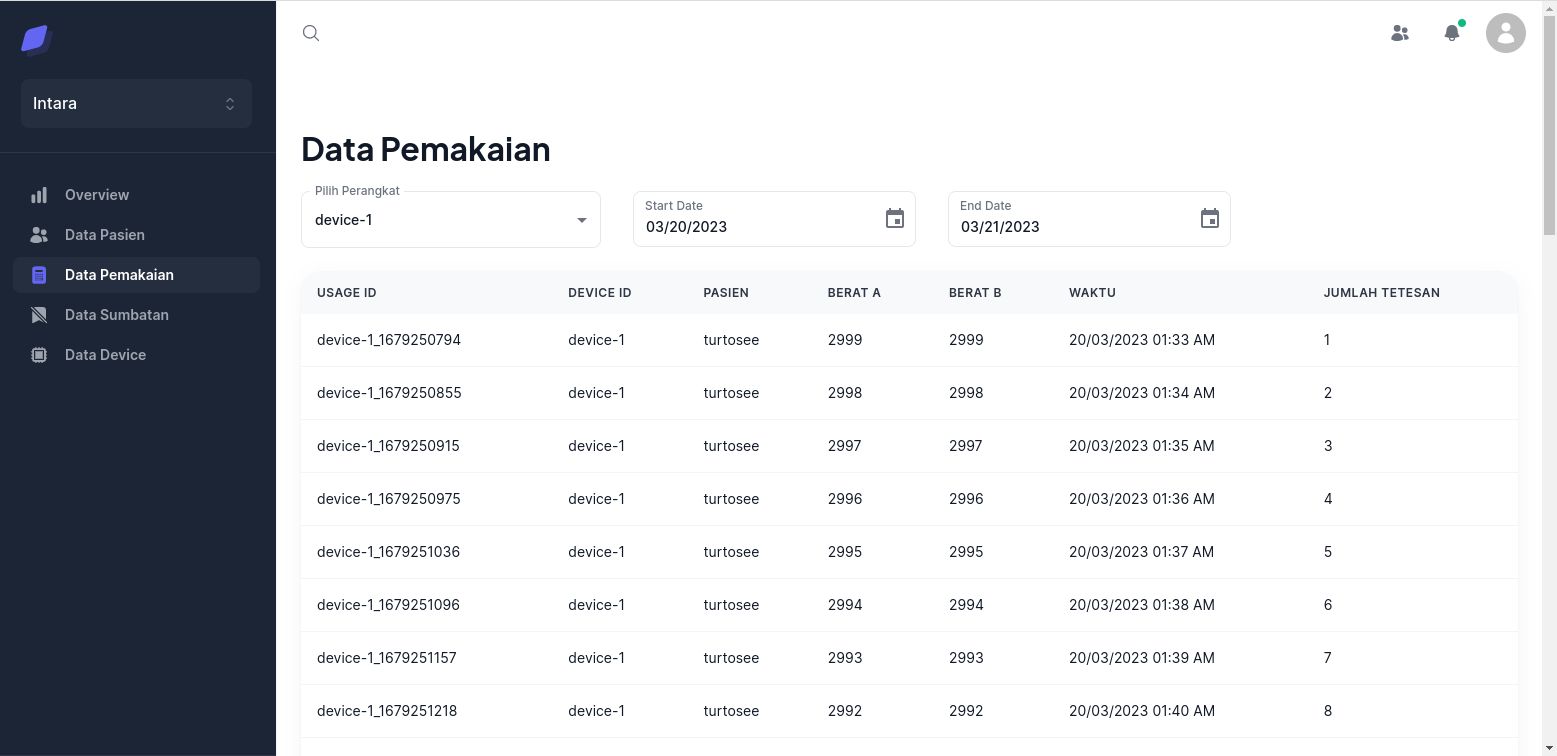 Intara
Overview
Data Pasien
Data Pemakaian
Data Sumbatan
Data Device
Data Pemakaian
Pilih Perangkat
device-1
Start Date
03/20/2023
End Date
03/21/2023
USAGE ID DEVICE ID PASIEN BERAT A BERAT B WAKTU JUMLAH TETESAN
device-1_1679250794 device-1 turtosee 2999 2999 20/03/2023 01:33 AM 1
device-1_1679250855 device-1 turtosee 2998 2998 20/03/2023 01:34 AM 2
device-1_1679250915 device-1 turtosee 2997 2997 20/03/2023 01:35 AM 3
device-1_1679250975 device-1 turtosee 2996 2996 20/03/2023 01:36 AM 4
device-1_1679251036 device-1 turtosee 2995 2995 20/03/2023 01:37 AM 5
device-1_1679251096 device-1 turtosee 2994 2994 20/03/2023 01:38 AM 6
device-1_1679251157 device-1 turtosee 2993 2993 20/03/2023 01:39 AM 7
device-1_1679251218 device-1 turtosee 2992 2992 20/03/2023 01:40 AM 8